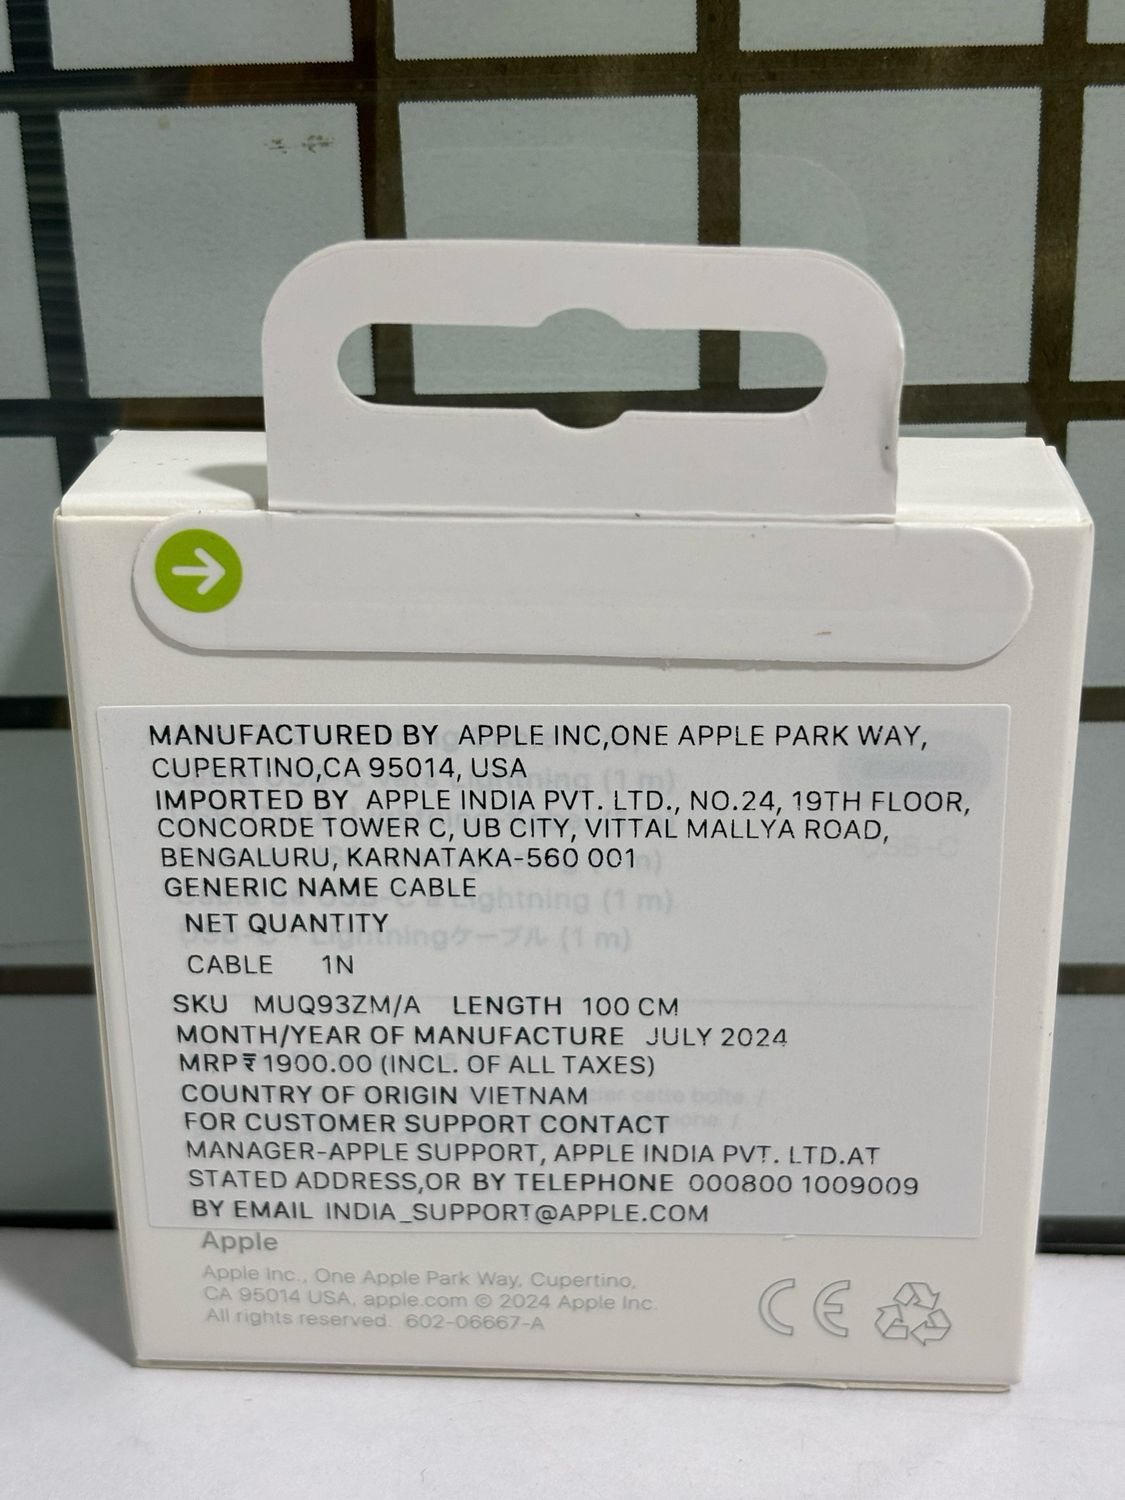 MANUFACTURED BY APPLE INC,ONE APPLE PARK WAY,
CUPERTINO,CA 95014, USA
IMPORTED BY APPLE INDIA PVT. LTD., NO.24, 19TH FLOOR,
CONCORDE TOWER C, UB CITY, VITTAL MALLYA ROAD,
BENGALURU, KARNATAKA-560 001
GENERIC NAME CABLE
NET QUANTITY
CABLE 1N
SKU MUQ93ZM/A LENGTH 100 CM
MONTH/YEAR OF MANUFACTURE JULY 2024
MRP₹1900.00 (INCL. OF ALL TAXES)
COUNTRY OF ORIGIN VIETNAM
FOR CUSTOMER SUPPORT CONTACT
MANAGER-APPLE SUPPORT, APPLE INDIA PVT. LTD.AT
STATED ADDRESS,OR BY TELEPHONE 000800 1009009
BY EMAIL INDIA_SUPPORT@APPLE.COM
Apple
Apple Inc., One Apple Park Way, Cupertino,
CA 95014 USA, apple.com © 2024 Apple Inc.
All rights reserved. 602-06667-A
CE